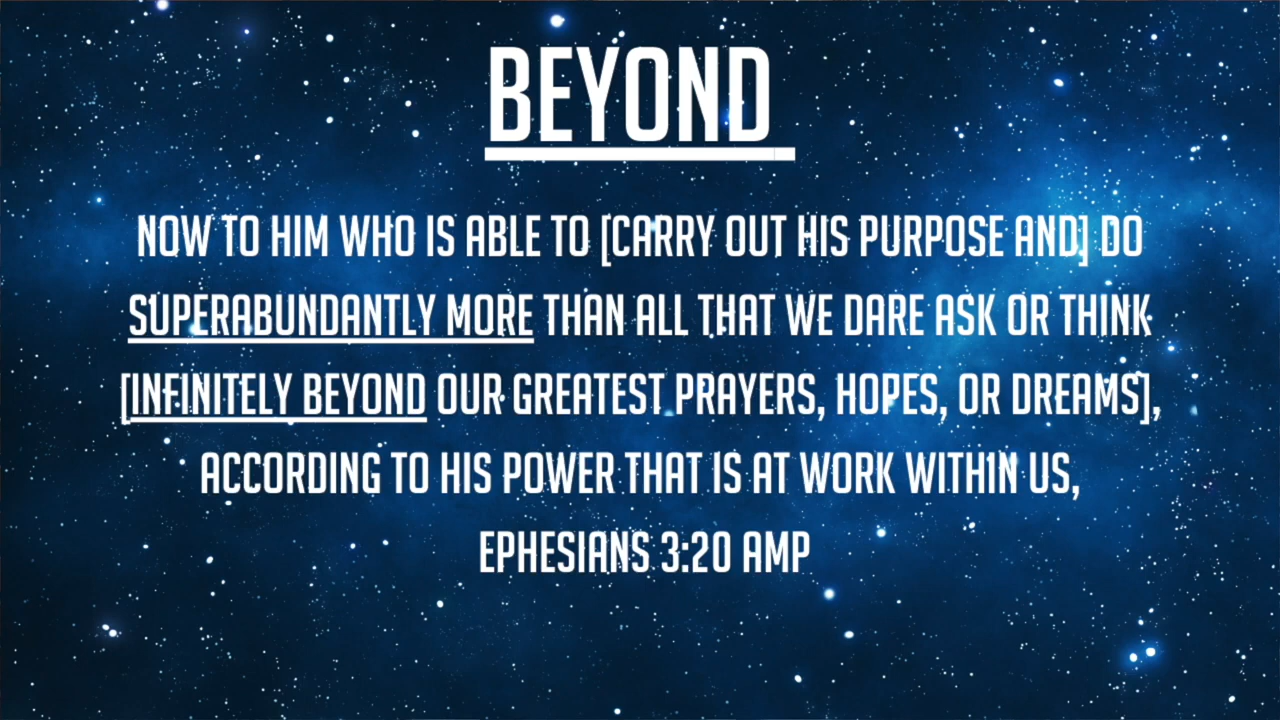 BEYOND
NOW TO HIM WHO IS ABLE TO [CARRY OUT HIS PURPOSE AND] DO
SUPERABUNDANTLY MORE THAN ALL THAT WE DARE ASK OR THINK
[INFINITELY BEYOND OUR GREATEST PRAYERS, HOPES, OR DREAMS],
ACCORDING TO HIS POWER THAT IS AT WORK WITHIN US,
EPHESIANS 3:20 AMP